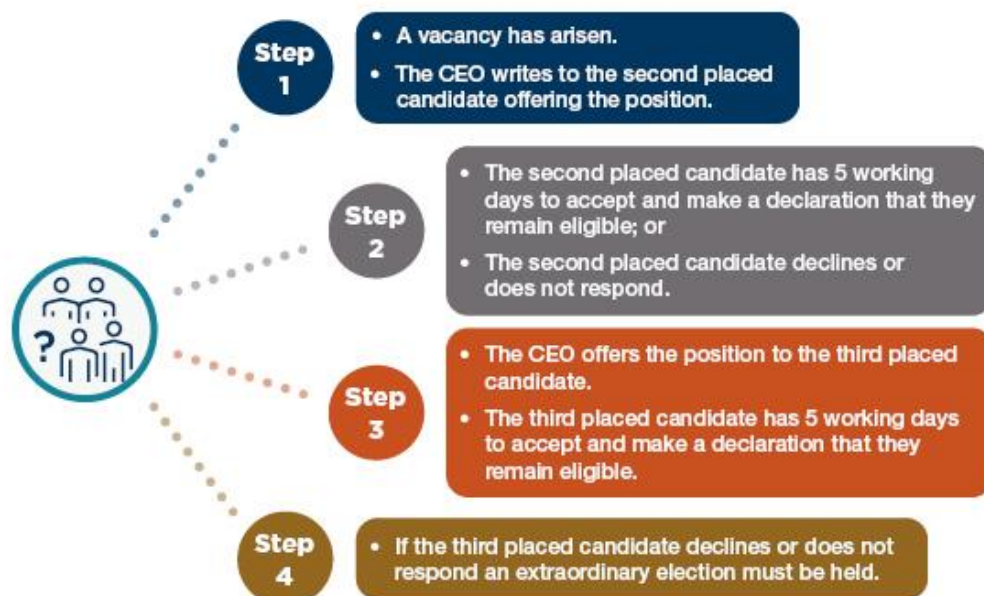 Step
1
• A vacancy has arisen.
• The CEO writes to the second placed
candidate offering the position.
Step
2
• The second placed candidate has 5 working
days to accept and make a declaration that they
remain eligible; or
• The second placed candidate declines or
does not respond.
?
Step
3
• The CEO offers the position to the third placed
candidate.
• The third placed candidate has 5 working days
to accept and make a declaration that they
remain eligible.
Step
4
• If the third placed candidate declines or does not
respond an extraordinary election must be held.